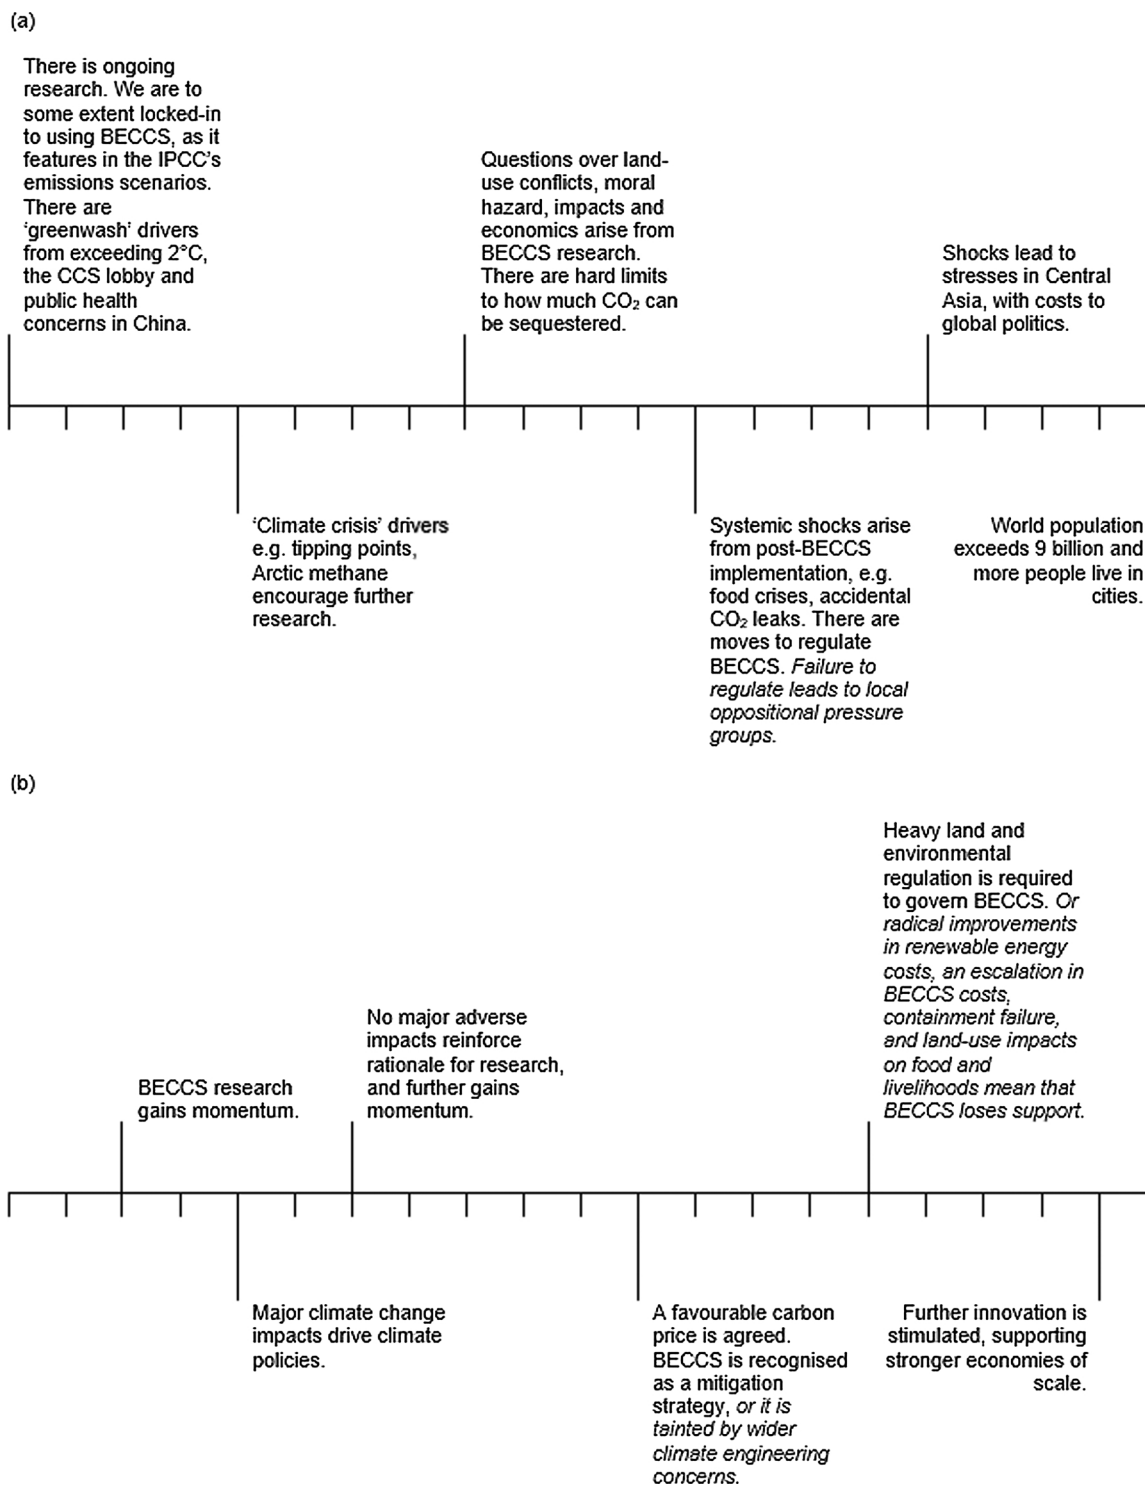 (a)
There is ongoing
research. We are to
some extent locked-in
to using BECCS, as it
features in the IPCC's
emissions scenarios.
There are
'greenwash' drivers
from exceeding 2°C,
the CCS lobby and
public health
concerns in China.
Questions over land-
use conflicts, moral
hazard, impacts and
economics arise from
BECCS research.
There are hard limits
to how much CO₂ can
be sequestered.
Shocks lead to
stresses in Central
Asia, with costs to
global politics.
'Climate crisis' drivers
e.g. tipping points,
Arctic methane
encourage further
research.
Systemic shocks arise
from post-BECCS
implementation, e.g.
food crises, accidental
CO₂ leaks. There are
moves to regulate
BECCS. Failure to
regulate leads to local
oppositional pressure
groups.
World population
exceeds 9 billion and
more people live in
cities.
(b)
BECCS research
gains momentum.
No major adverse
impacts reinforce
rationale for research,
and further gains
momentum.
Heavy land and
environmental
regulation is required
to govern BECCS. Or
radical improvements
in renewable energy
costs, an escalation in
BECCS costs,
containment failure,
and land-use impacts
on food and
livelihoods mean that
BECCS loses support.
Major climate change
impacts drive climate
policies.
A favourable carbon
price is agreed.
BECCS is recognised
as a mitigation
strategy, or it is
tainted by wider
climate engineering
concerns.
Further innovation is
stimulated, supporting
stronger economies of
scale.